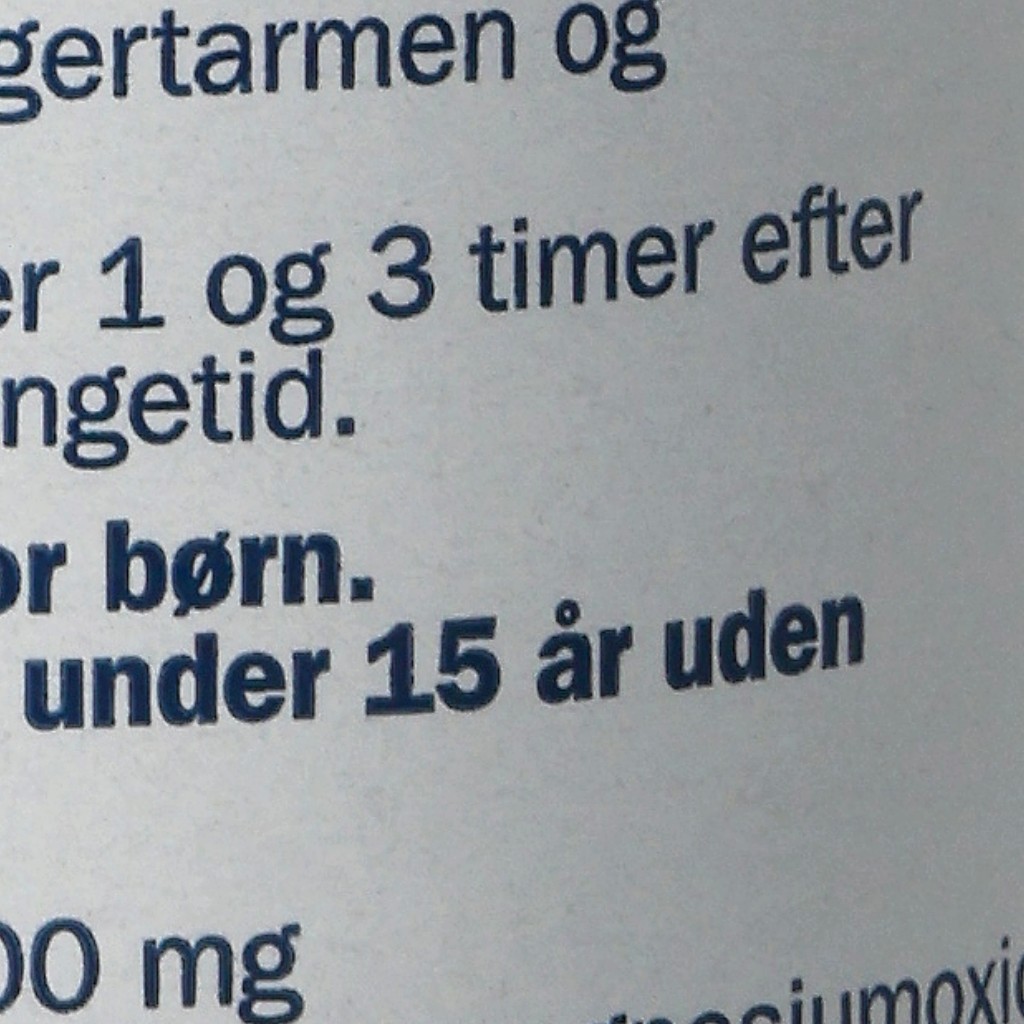 gertarmen og
er 1 og 3 timer efter
ngetid.
or børn.
under 15 år uden
00 mg